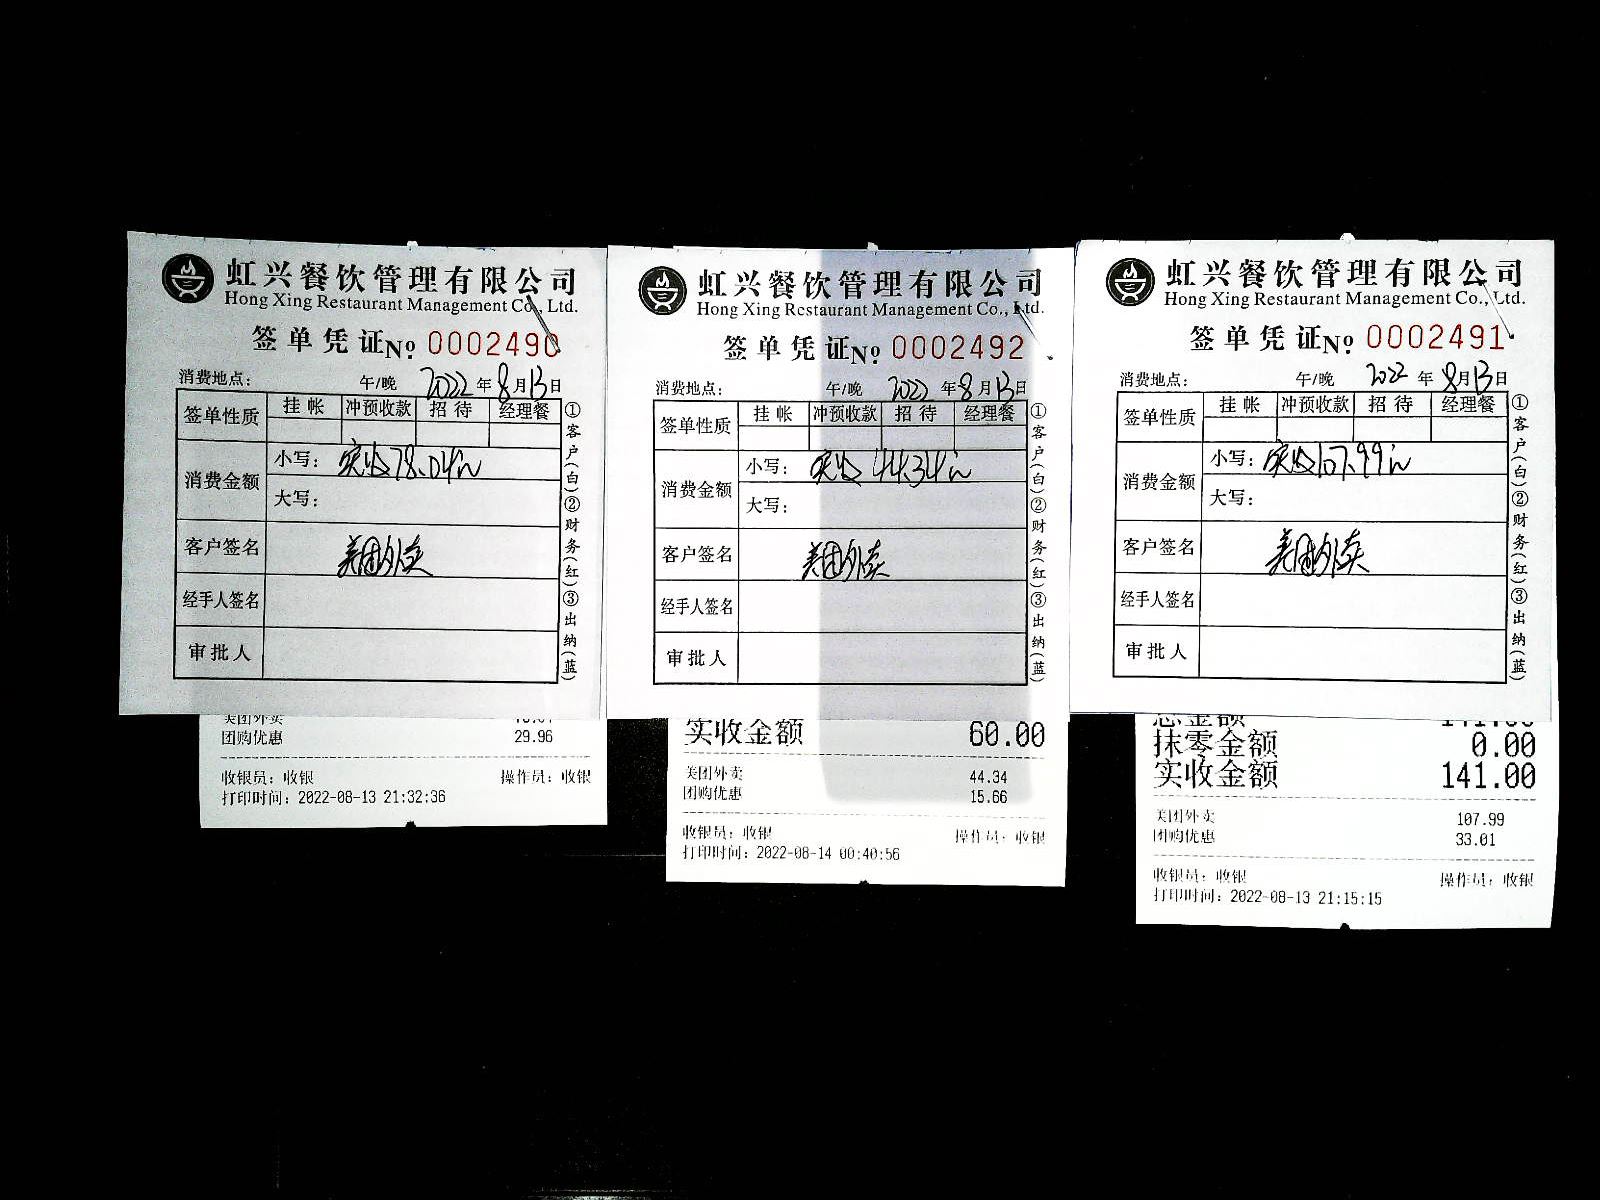 虹兴餐饮管理有限公司
Hong Xing Restaurant Management Co., Ltd.
签单凭证 № 0002490
消费地点： 午/晚 2022 年 8 月 13 日
签单性质 挂帐 冲预收款 招待 经理餐
消费金额 小写：实收78.04元
大写：
客户签名 美团外卖
经手人签名
审批人
①客户(白)②财务(红)③出纳(蓝)
美团外卖
团购优惠 29.96
收银员：收银 操作员：收银
打印时间：2022-08-13 21:32:36
虹兴餐饮管理有限公司
Hong Xing Restaurant Management Co., Ltd.
签单凭证 № 0002492
消费地点： 午/晚 2022 年 8 月 13 日
签单性质 挂帐 冲预收款 招待 经理餐
消费金额 小写：实收44.34元
大写：
客户签名 美团外卖
经手人签名
审批人
①客户(白)②财务(红)③出纳(蓝)
实收金额 60.00
美团外卖 44.34
团购优惠 15.66
收银员：收银 操作员：收银
打印时间：2022-08-14 00:40:56
虹兴餐饮管理有限公司
Hong Xing Restaurant Management Co., Ltd.
签单凭证 № 0002491
消费地点： 午/晚 2022 年 8 月 13 日
签单性质 挂帐 冲预收款 招待 经理餐
消费金额 小写：实收107.99元
大写：
客户签名 美团外卖
经手人签名
审批人
①客户(白)②财务(红)③出纳(蓝)
总金额 141.00
抹零金额 0.00
实收金额 141.00
美团外卖 107.99
团购优惠 33.01
收银员：收银 操作员：收银
打印时间：2022-08-13 21:15:15